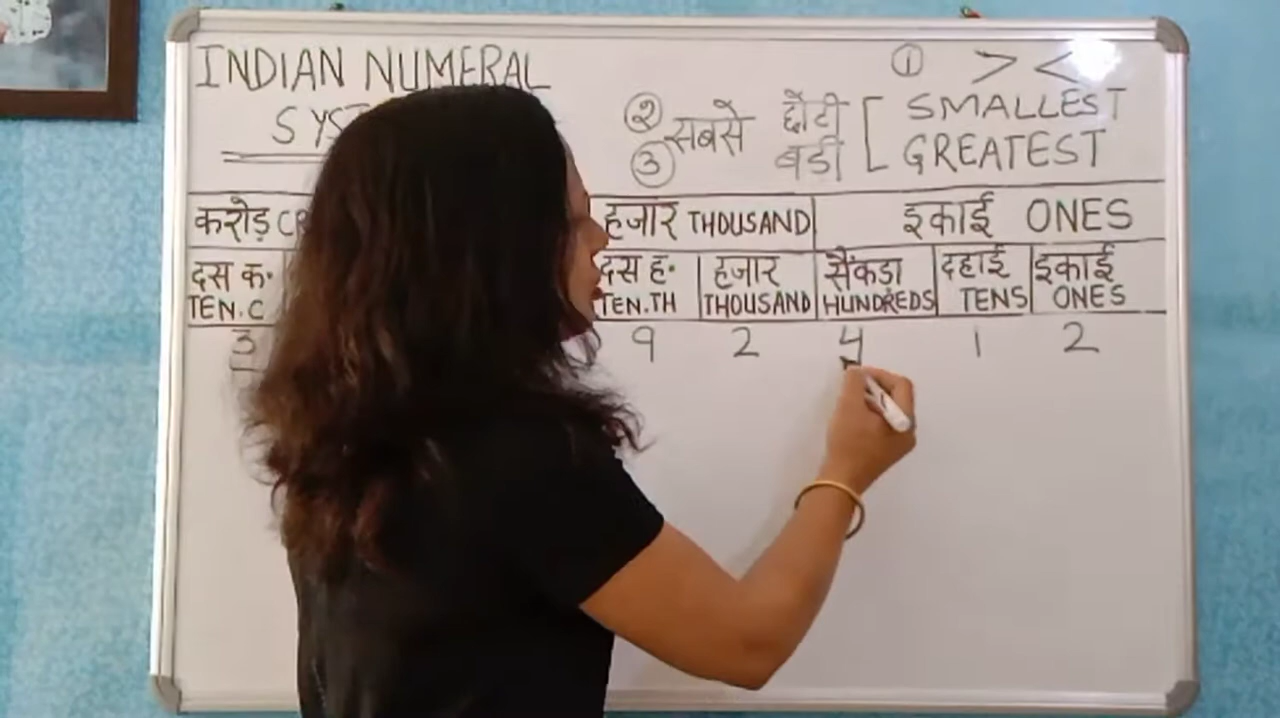 INDIAN NUMERAL
① > <
② सबसे छोटी [ SMALLEST
③ बडी GREATEST
करोड़ हजार THOUSAND इकाई ONES
दस क. दस ह. हजार सैंकड़ा दहाई इकाई
TEN.C TEN.TH THOUSAND HUNDREDS TENS ONES
3 9 2 4 1 2